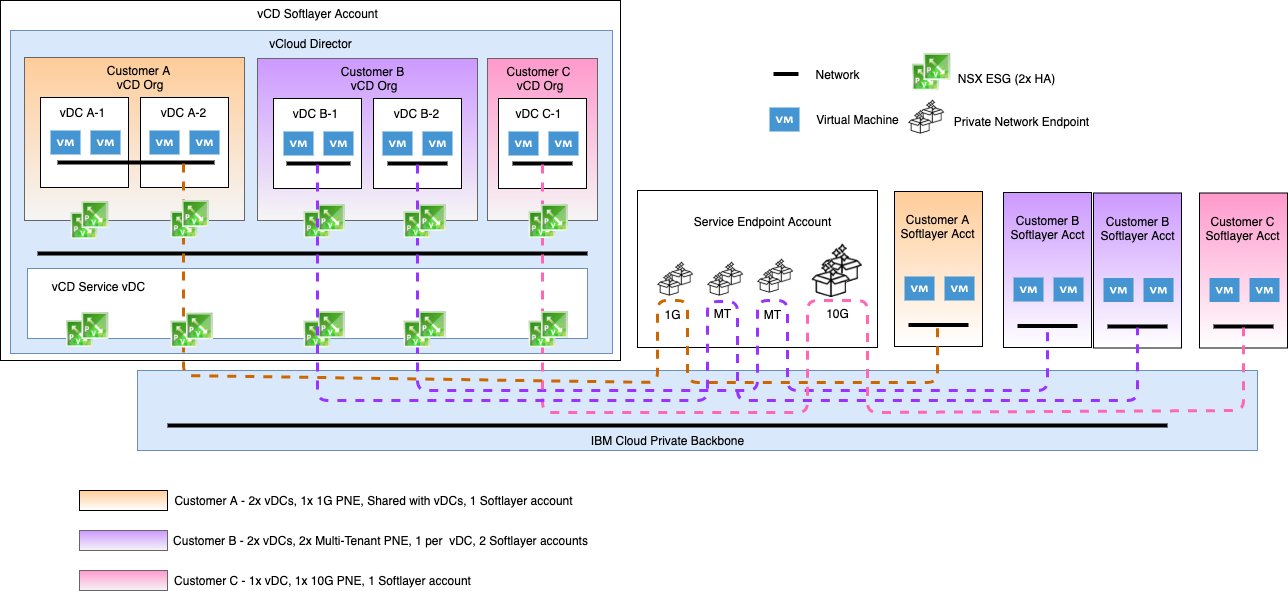 vCD Softlayer Account
vCloud Director
Customer A
vCD Org
vDC A-1
vDC A-2
VM
VM
VM
VM
Customer B
vCD Org
vDC B-1
vDC B-2
VM
VM
VM
VM
Customer C
vCD Org
vDC C-1
VM
VM
P V
P V
P V
P V
P V
vCD Service vDC
P V
P V
P V
P V
P V
Network
P V
NSX ESG (2x HA)
VM
Virtual Machine
Private Network Endpoint
Service Endpoint Account
1G
MT
MT
10G
Customer A
Softlayer Acct
VM
VM
Customer B
Softlayer Acct
VM
VM
Customer B
Softlayer Acct
VM
VM
Customer C
Softlayer Acct
VM
VM
IBM Cloud Private Backbone
Customer A - 2x vDCs, 1x 1G PNE, Shared with vDCs, 1 Softlayer account
Customer B - 2x vDCs, 2x Multi-Tenant PNE, 1 per vDC, 2 Softlayer accounts
Customer C - 1x vDC, 1x 10G PNE, 1 Softlayer account